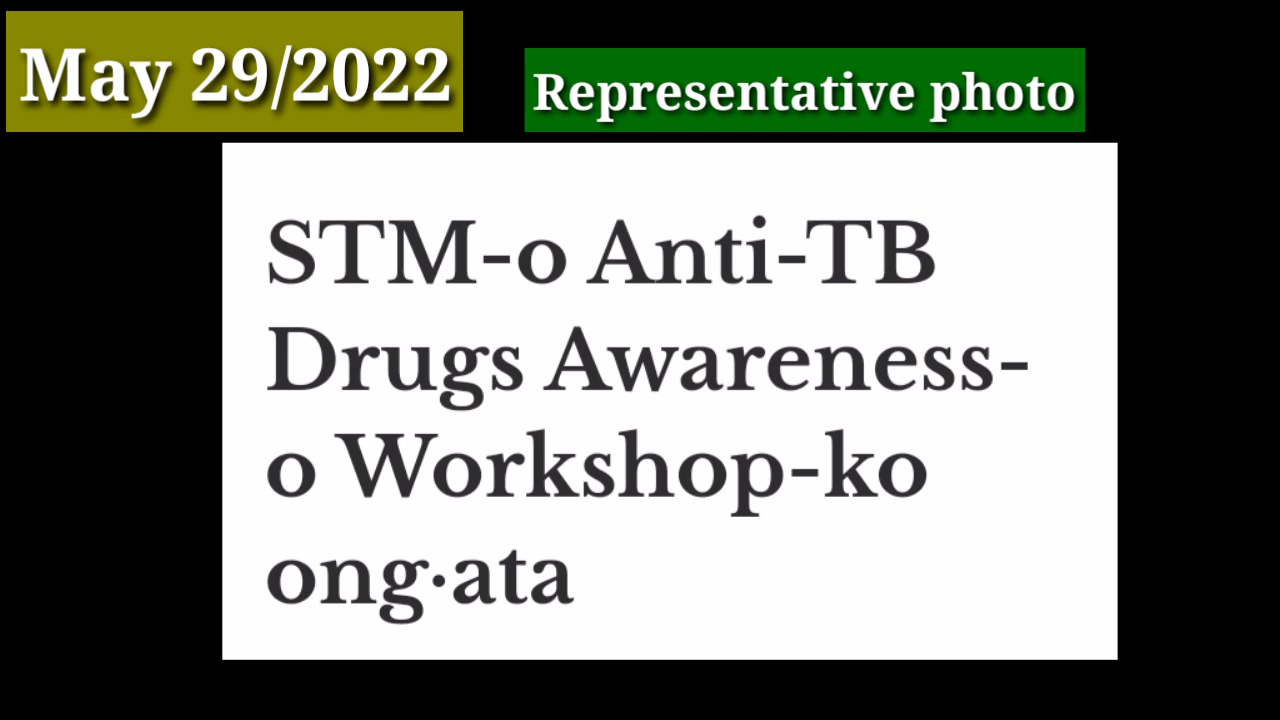 May 29/2022
Representative photo
STM-o Anti-TB
Drugs Awareness-
o Workshop-ko
ong·ata